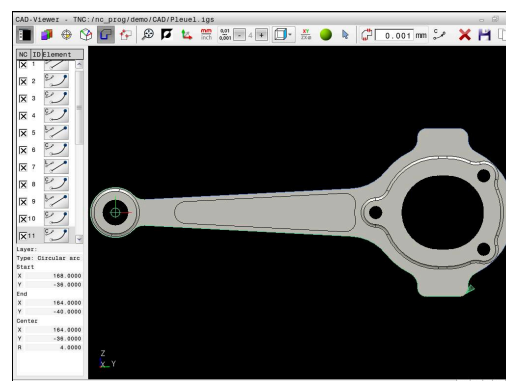 CAD-Viewer - TNC:/nc_prog/demo/CAD/Pleuel.igs
mm
inch
0,01
0,001
4
XY
0.001 mm
NC ID Element
1
2 C
3 C
4 C
5 L
6 C
7 L
8 C
9 L
10 C
11 C
Layer:
Type: Circular arc
Start
X 168.0000
Y -36.0000
End
X 164.0000
Y -40.0000
Center
X 164.0000
Y -36.0000
R 4.0000
Z
X Y